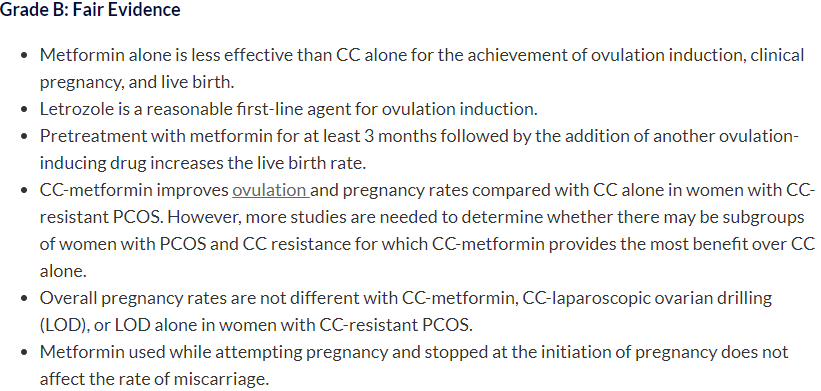 Grade B: Fair Evidence
• Metformin alone is less effective than CC alone for the achievement of ovulation induction, clinical
pregnancy, and live birth.
• Letrozole is a reasonable first-line agent for ovulation induction.
• Pretreatment with metformin for at least 3 months followed by the addition of another ovulation-
inducing drug increases the live birth rate.
• CC-metformin improves ovulation and pregnancy rates compared with CC alone in women with CC-
resistant PCOS. However, more studies are needed to determine whether there may be subgroups
of women with PCOS and CC resistance for which CC-metformin provides the most benefit over CC
alone.
• Overall pregnancy rates are not different with CC-metformin, CC-laparoscopic ovarian drilling
(LOD), or LOD alone in women with CC-resistant PCOS.
• Metformin used while attempting pregnancy and stopped at the initiation of pregnancy does not
affect the rate of miscarriage.